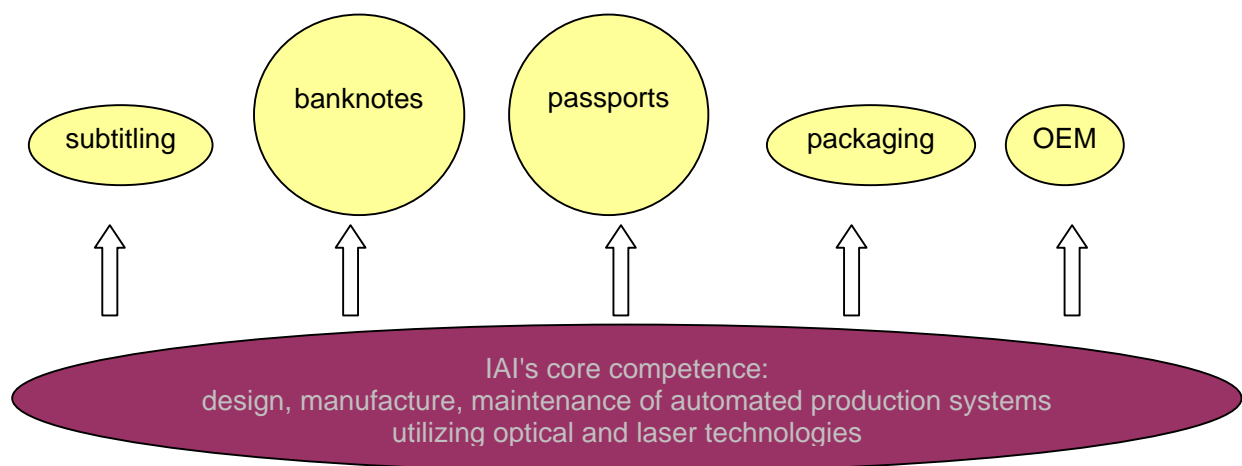 subtitling
banknotes
passports
packaging
OEM
IAI's core competence:
design, manufacture, maintenance of automated production systems
utilizing optical and laser technologies